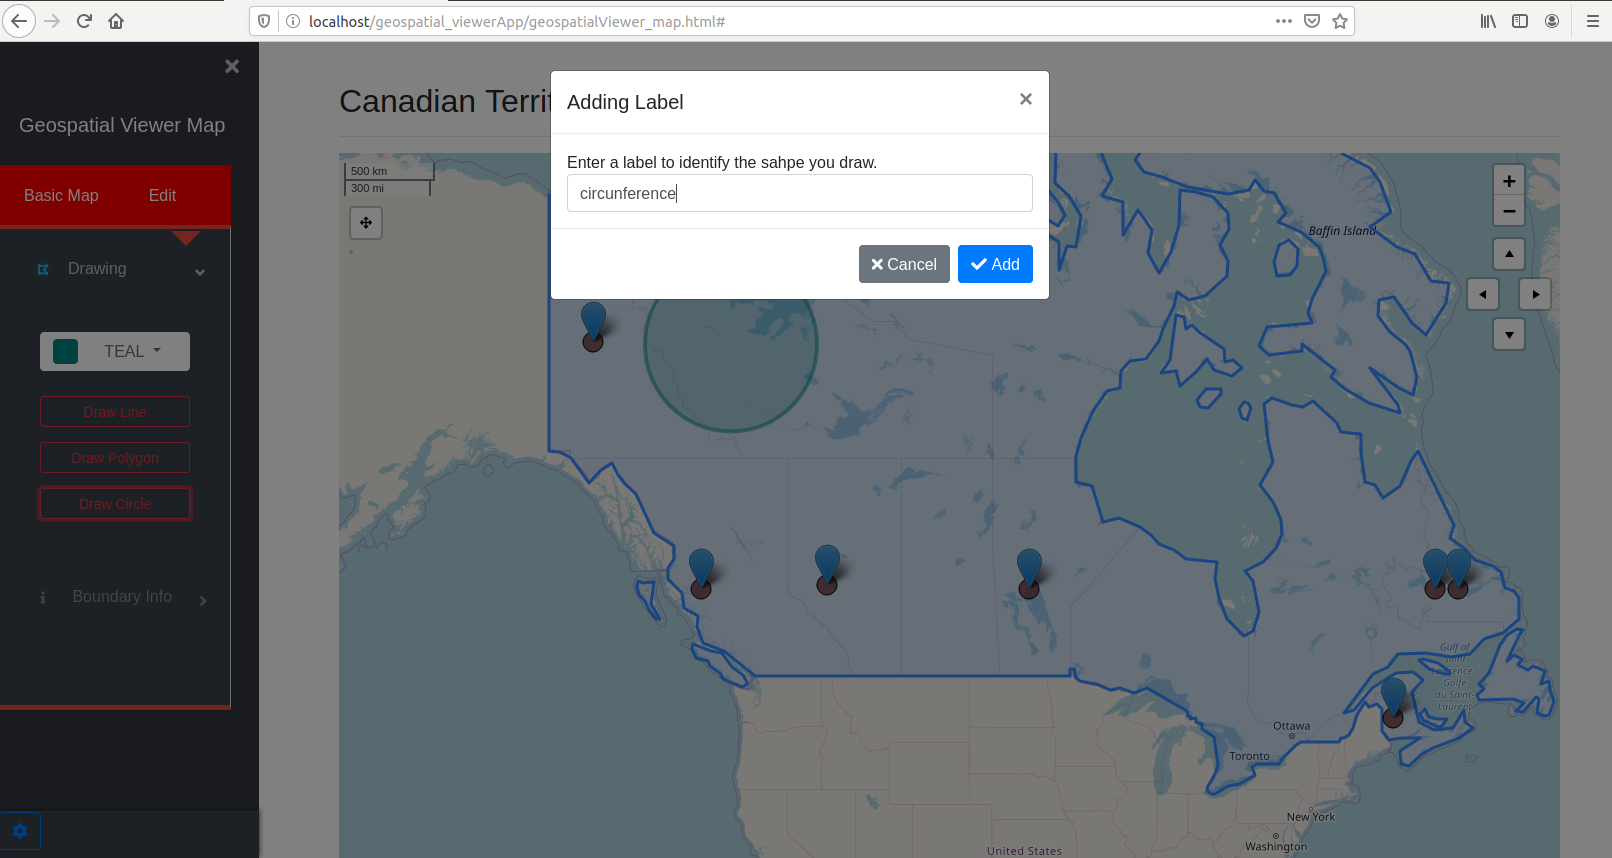 localhost/geospatial_viewerApp/geospatialViewer_map.html#
Geospatial Viewer Map
Basic Map
Edit
Drawing
TEAL
Draw Line
Draw Polygon
Draw Circle
Boundary Info
Canadian Territ
Adding Label
Enter a label to identify the sahpe you draw.
circunference
Cancel
Add
500 km
300 mi
Baffin Island
Gulf of
Saint
Laurence /
Golfe
du Saint-
Laurent
Ottawa
Toronto
New York
Washington
United States